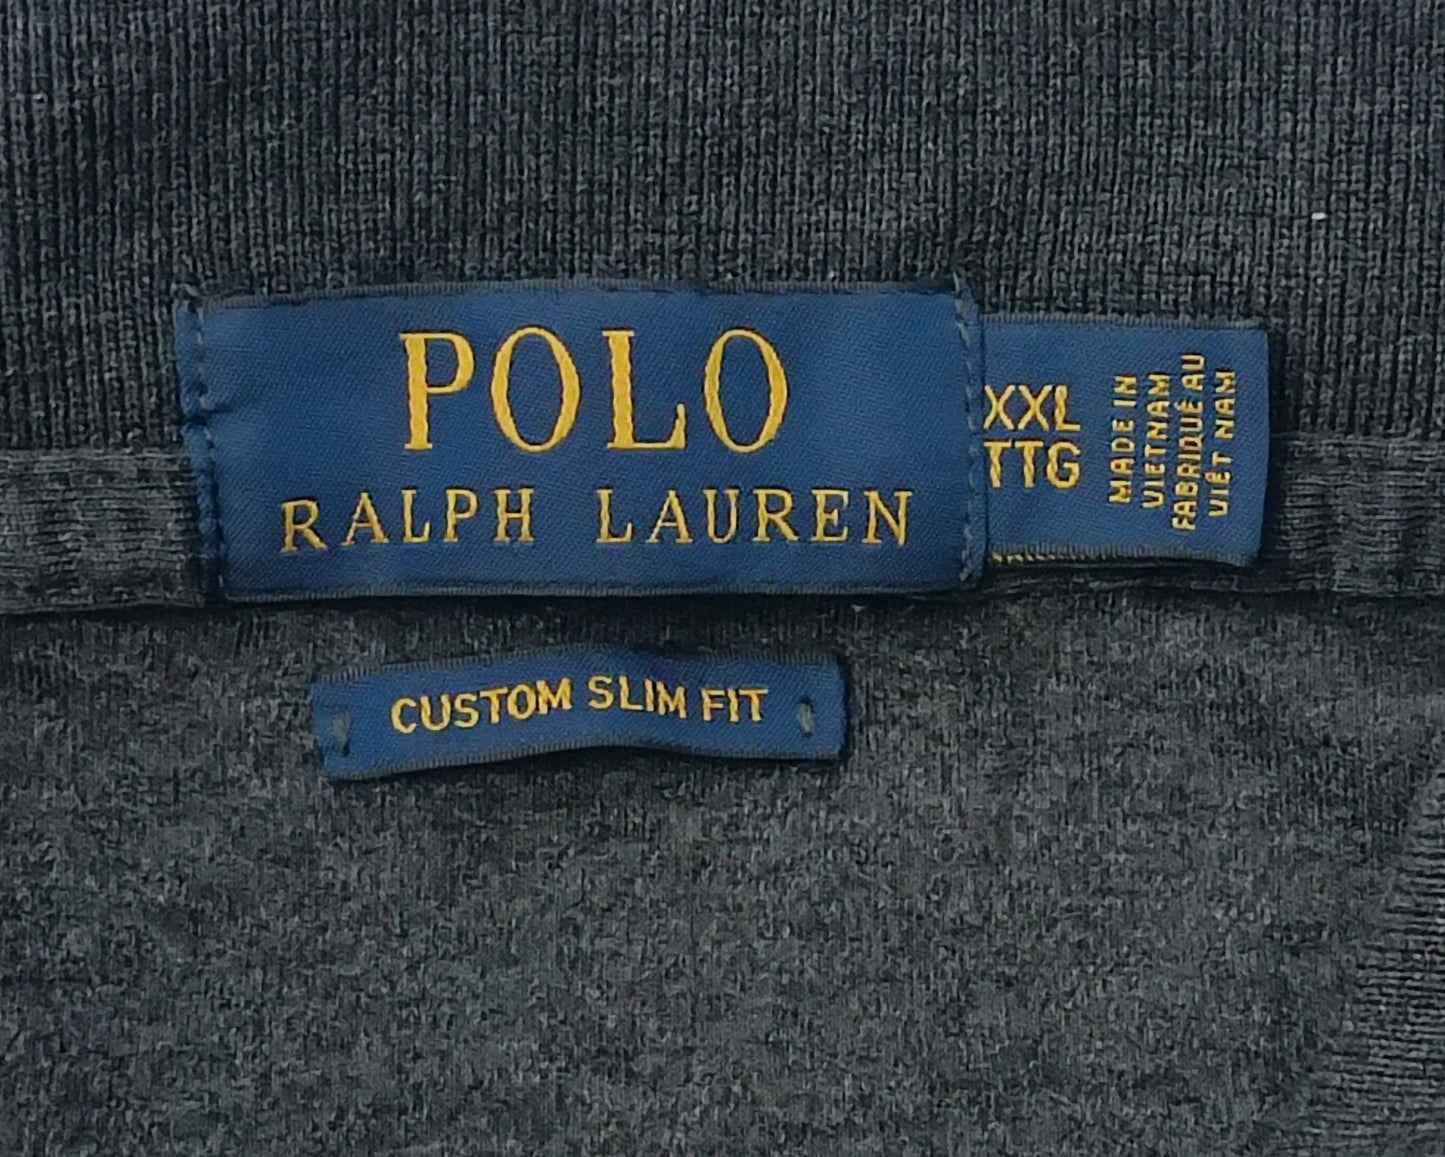 POLO
RALPH LAUREN
XXL
TTG
MADE IN
VIETNAM
FABRIQUÉ AU
VIÊT NAM
CUSTOM SLIM FIT